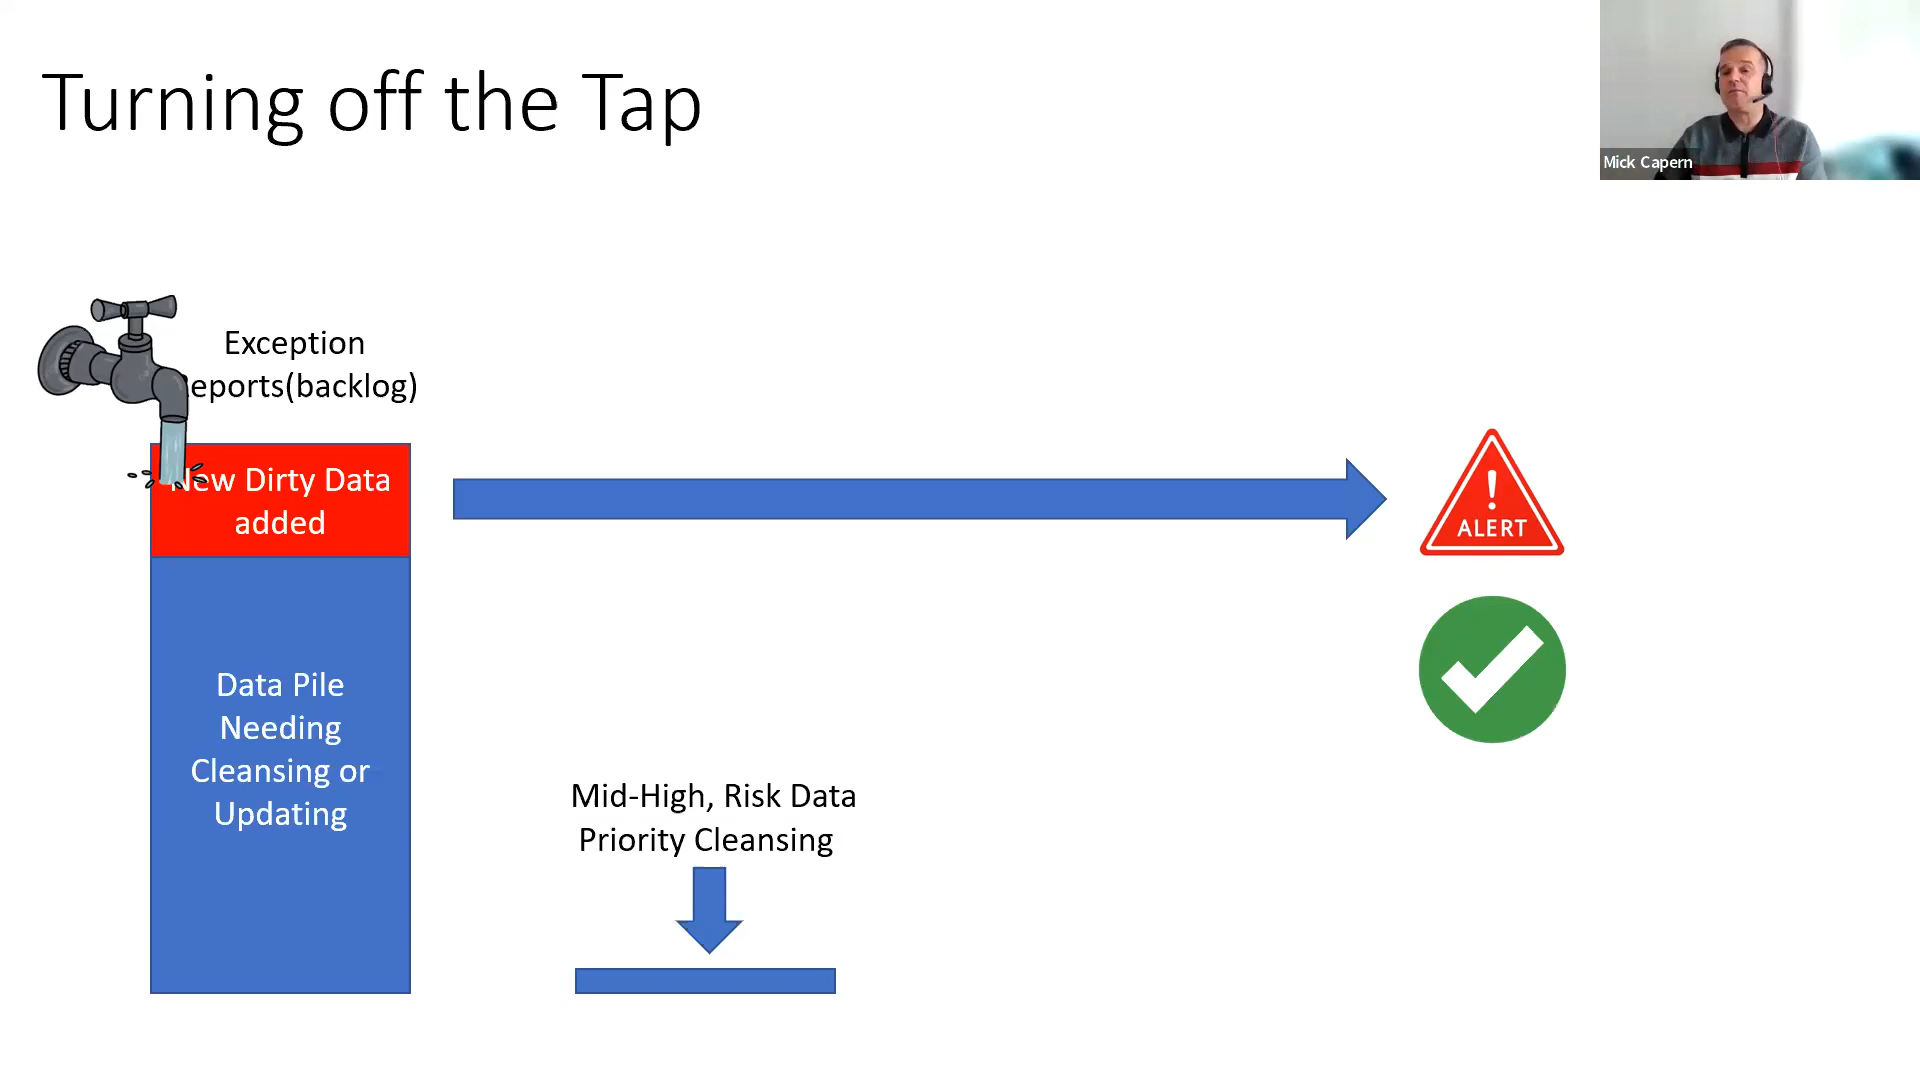 Turning off the Tap
Mick Capern
Exception
eports(backlog)
New Dirty Data
added
ALERT
Data Pile
Needing
Cleansing or
Updating
Mid-High, Risk Data
Priority Cleansing